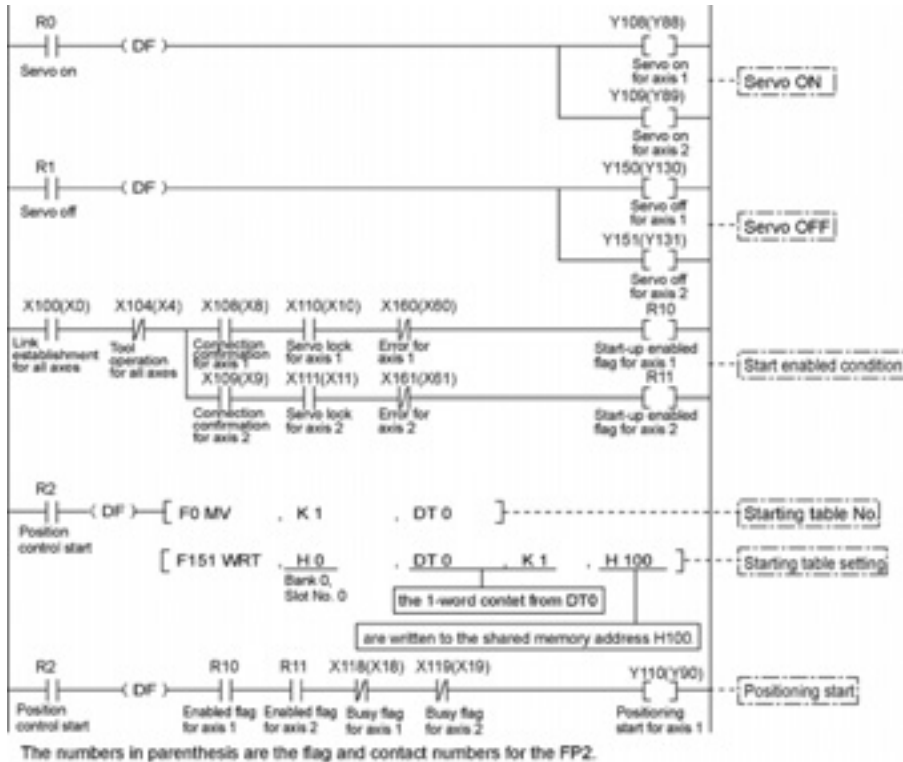 R0
Y108(Y88)
( DF )
Servo on
Servo on
for axis 1
Servo ON
Y109(Y89)
Servo on
for axis 2
R1
Y150(Y130)
( DF )
Servo off
Servo off
for axis 1
Servo OFF
Y151(Y131)
Servo off
for axis 2
X100(X0) X104(X4) X108(X8) X110(X10) X160(X60) R10
Link
establishment
for all axes
Tool
operation
for all axes
Connection
confirmation
for axis 1
Servo lock
for axis 1
Error for
axis 1
Start-up enabled
flag for axis 1
Start enabled condition
X109(X9) X111(X11) X161(X61) R11
Connection
confirmation
for axis 2
Servo lock
for axis 2
Error for
axis 2
Start-up enabled
flag for axis 2
R2
( DF ) [ F0 MV , K 1 , DT 0 ] Starting table No.
Position
control start
[ F151 WRT , H 0 , DT 0 , K 1 , H 100 ] Starting table setting
Bank 0,
Slot No. 0
the 1-word contet from DT0
are written to the shared memory address H100.
R2 R10 R11 X118(X18) X119(X19) Y110(Y90)
( DF ) Positioning start
Position
control start
Enabled flag
for axis 1
Enabled flag
for axis 2
Busy flag
for axis 1
Busy flag
for axis 2
Positioning
start for axis 1
The numbers in parenthesis are the flag and contact numbers for the FP2.